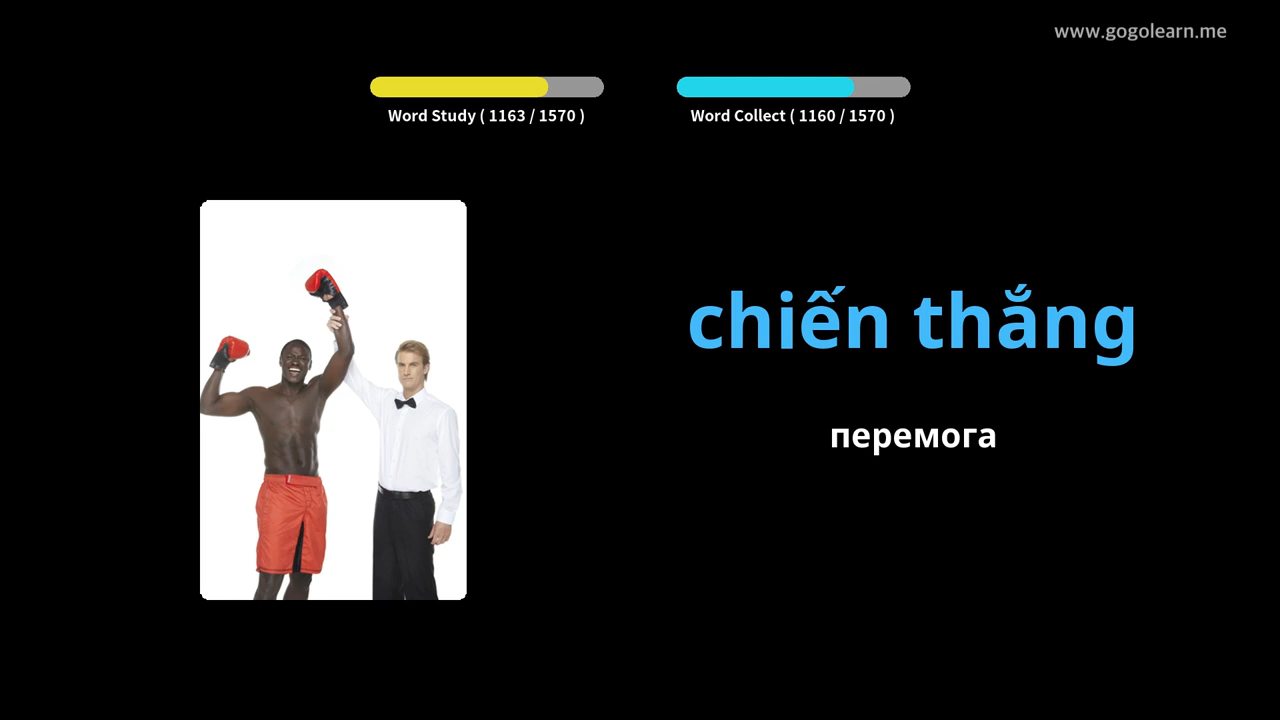 www.gogolearn.me
Word Study ( 1163 / 1570 )
Word Collect ( 1160 / 1570 )
chiến thắng
перемога